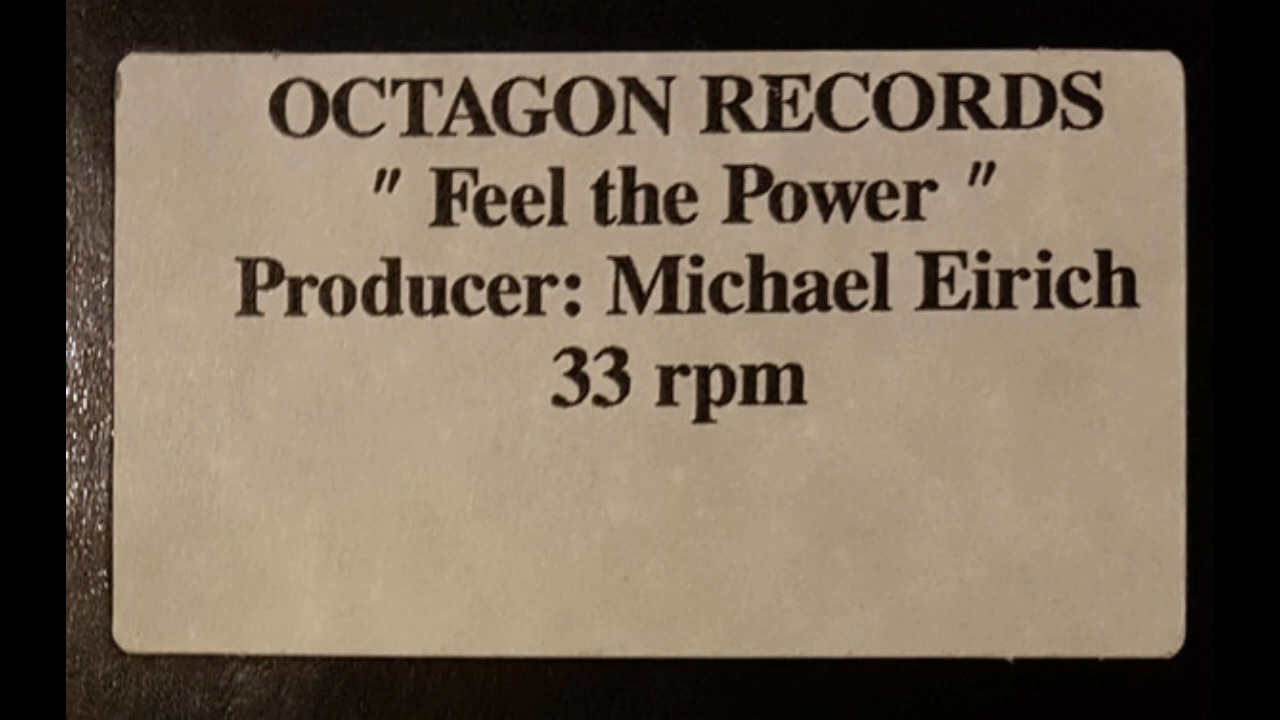 OCTAGON RECORDS
" Feel the Power "
Producer: Michael Eirich
33 rpm